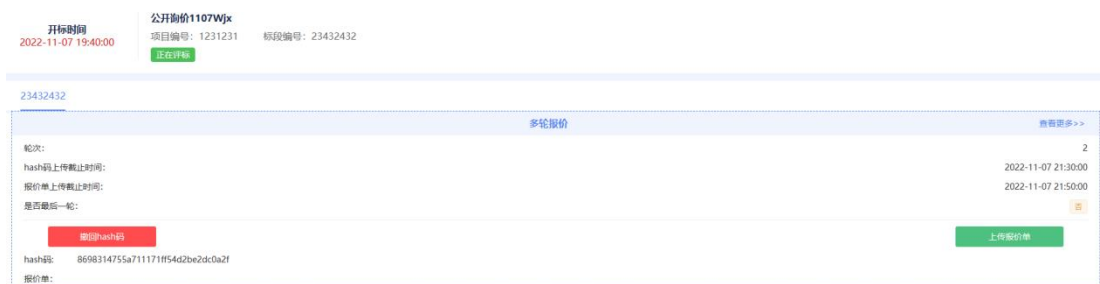 开标时间
2022-11-07 19:40:00
公开询价1107Wjx
项目编号：1231231 标段编号：23432432
正在评标
23432432
多轮报价 查看更多>>
轮次： 2
hash码上传截止时间： 2022-11-07 21:30:00
报价单上传截止时间： 2022-11-07 21:50:00
是否最后一轮： 否
撤回hash码 上传报价单
hash码： 8698314755a711171ff54d2be2dc0a2f
报价单：